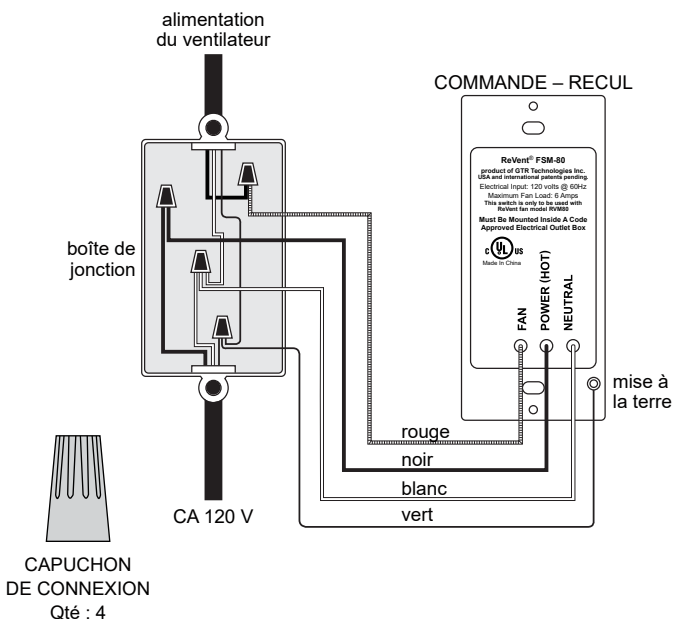 alimentation
du ventilateur
COMMANDE – RECUL
ReVent® FSM-80
product of GTR Technologies Inc.
USA and international patents pending.
Electrical Input: 120 volts @ 60Hz
Maximum Fan Load: 6 Amps
This switch is only to be used with
ReVent fan model RVM80
Must Be Mounted Inside A Code
Approved Electrical Outlet Box
C UL US
Made In China
FAN
POWER (HOT)
NEUTRAL
boîte de
jonction
mise à
la terre
rouge
noir
blanc
vert
CA 120 V
CAPUCHON
DE CONNEXION
Qté : 4